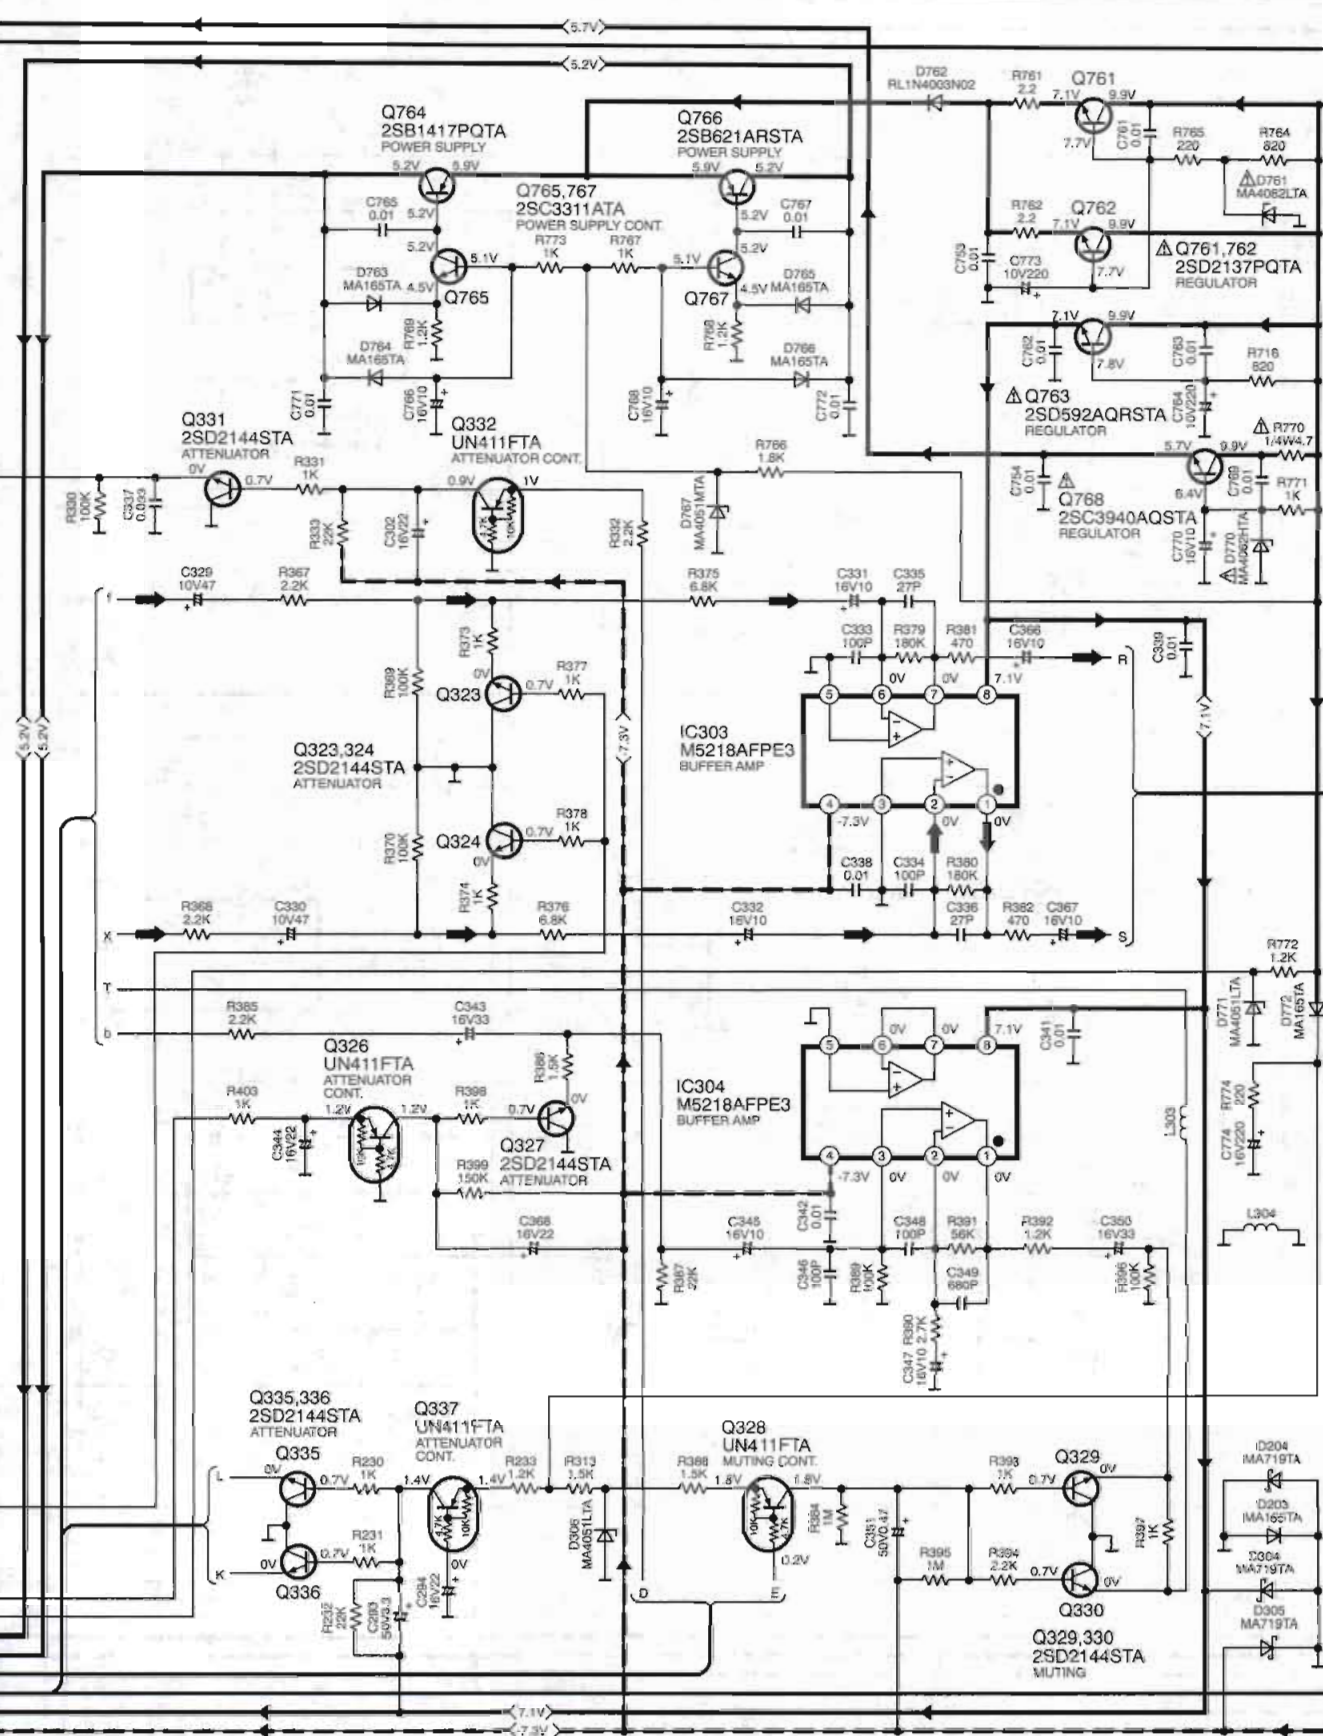 5.7V
5.2V
D762
RL1N4003N02
R761
2.2
Q761
7.1V
9.9V
7.7V
C761
0.01
R765
220
R764
820
⚠D761
MA4082LTA
Q764
2SB1417PQTA
POWER SUPPLY
5.2V
5.9V
5.2V
Q766
2SB621ARSTA
POWER SUPPLY
5.9V
5.2V
5.2V
Q765,767
2SC3311ATA
POWER SUPPLY CONT.
C765
0.01
C767
0.01
R773
1K
R767
1K
5.2V
5.1V
4.5V
Q765
5.1V
5.2V
4.5V
Q767
D763
MA165TA
D765
MA165TA
R769
1.2K
R768
1.2K
D764
MA165TA
D766
MA165TA
C771
0.01
C766
16V10
C768
16V10
C772
0.01
R762
2.2
Q762
7.1V
9.9V
7.7V
C753
0.01
C773
10V220
⚠Q761,762
2SD2137PQTA
REGULATOR
7.1V
9.9V
7.8V
C762
0.01
C763
0.01
R716
820
C764
10V220
⚠Q763
2SD592AQRSTA
REGULATOR
⚠R770
1/4W4.7
5.7V
9.9V
6.4V
C754
0.01
⚠
Q768
2SC3940AQSTA
REGULATOR
C769
0.01
R771
1K
C770
16V10
⚠D770
MA4062HTA
Q331
2SD2144STA
ATTENUATOR
0V
0.7V
R331
1K
R330
100K
C337
0.033
Q332
UN411FTA
ATTENUATOR CONT.
0.9V
1V
4.7K
10K
R333
22K
C302
16V22
R332
2.2K
R766
1.8K
D767
MA4051MTA
f
C329
10V47
R367
2.2K
R375
6.8K
C331
16V10
C335
27P
R373
1K
R369
100K
R377
1K
0V
0.7V
Q323
Q323,324
2SD2144STA
ATTENUATOR
R378
1K
0.7V
Q324
0V
R370
100K
R374
1K
-7.3V
C333
100P
R379
180K
R381
470
C366
16V10
R
C339
0.01
0V
0V
7.1V
5
6
7
8
IC303
M5218AFPE3
BUFFER AMP
4
3
2
1
-7.3V
0V
0V
C338
0.01
C334
100P
R380
180K
5.2V
5.2V
7.1V
X
R368
2.2K
C330
10V47
R376
6.8K
C332
16V10
C336
27P
R382
470
C367
16V10
S
T
b
R385
2.2K
C343
16V33
R386
1.5K
R772
1.2K
D771
MA4051LTA
D772
MA165TA
Q326
UN411FTA
ATTENUATOR
CONT.
R403
1K
1.2V
1.2V
R398
1K
0.7V
0V
C344
16V22
10K
4.7K
Q327
2SD2144STA
ATTENUATOR
R399
150K
C368
16V22
0V
0V
7.1V
C341
0.01
5
6
7
8
IC304
M5218AFPE3
BUFFER AMP
4
3
2
1
-7.3V
0V
0V
0V
L303
R774
220
C774
16V220
L304
C342
0.01
C345
16V10
C348
100P
R391
56K
R392
1.2K
C350
16V33
R387
22K
C346
100P
R389
100K
C349
680P
R396
100K
R390
2.7K
C347
16V10
Q335,336
2SD2144STA
ATTENUATOR
Q335
L
0V
0.7V
R230
1K
Q337
UN411FTA
ATTENUATOR
CONT.
1.4V
1.4V
4.7K
10K
0V
R233
1.2K
R313
1.5K
D306
MA4051LTA
R231
1K
0.7V
0V
K
Q336
R232
22K
C293
50V3.3
C294
16V22
D
E
R388
1.5K
Q328
UN411FTA
MUTING CONT.
1.8V
1.8V
10K
4.7K
0.2V
R384
1M
C351
50V0.47
R395
1M
R393
1K
0.7V
Q329
0V
R394
2.2K
0.7V
0V
Q330
R397
1K
Q329,330
2SD2144STA
MUTING
D204
MA719TA
D203
MA165TA
D304
MA719TA
D305
MA719TA
7.1V
-7.3V